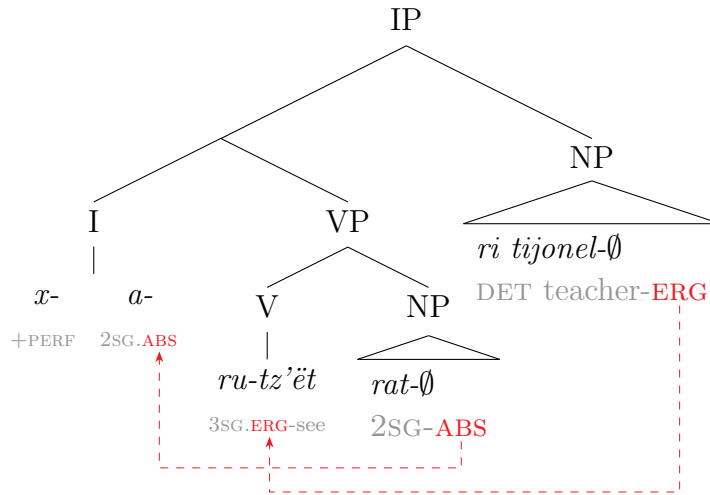 IP
NP
I VP
ri tijonel-∅
x- a- V NP DET teacher-ERG
+PERF 2SG.ABS
ru-tz’ët rat-∅
3SG.ERG-see 2SG-ABS